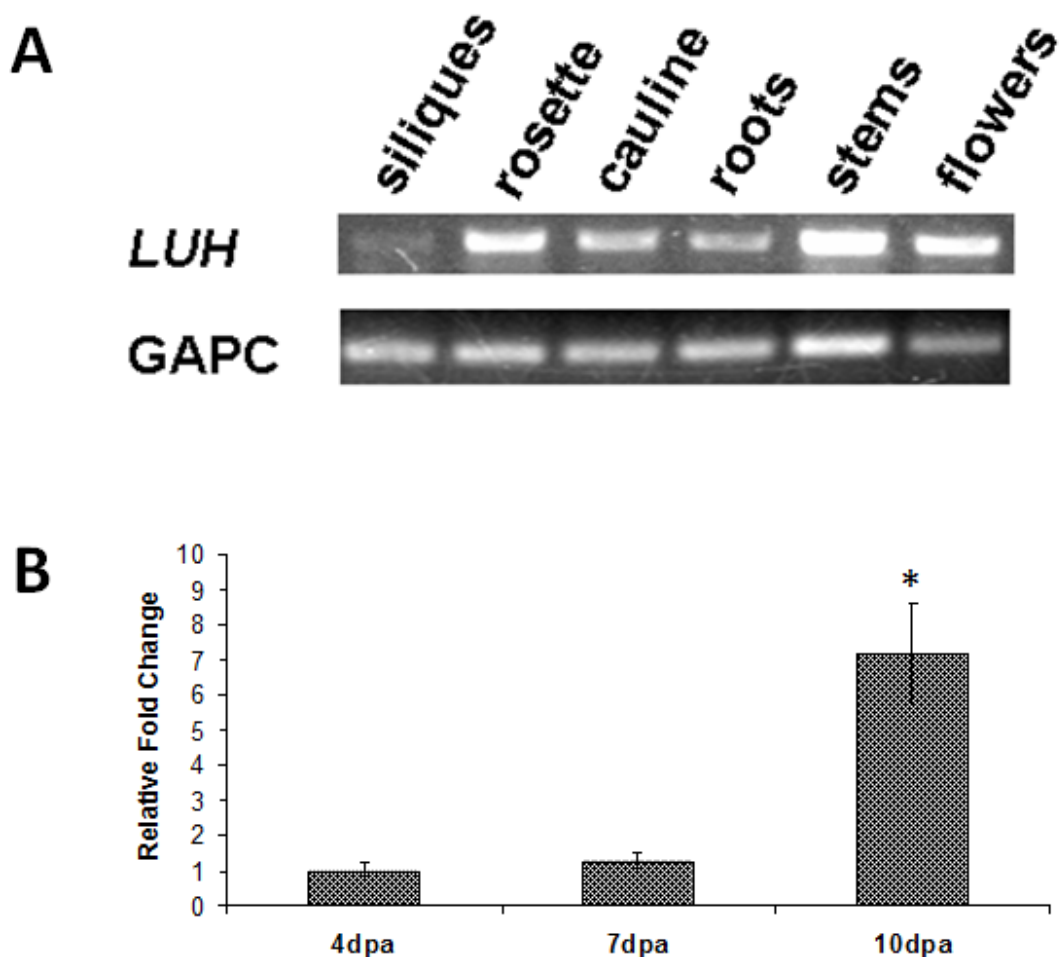 A
siliques rosette cauline roots stems flowers
LUH
GAPC
B
Relative Fold Change
10
9
8
7
6
5
4
3
2
1
0
*
4dpa 7dpa 10dpa